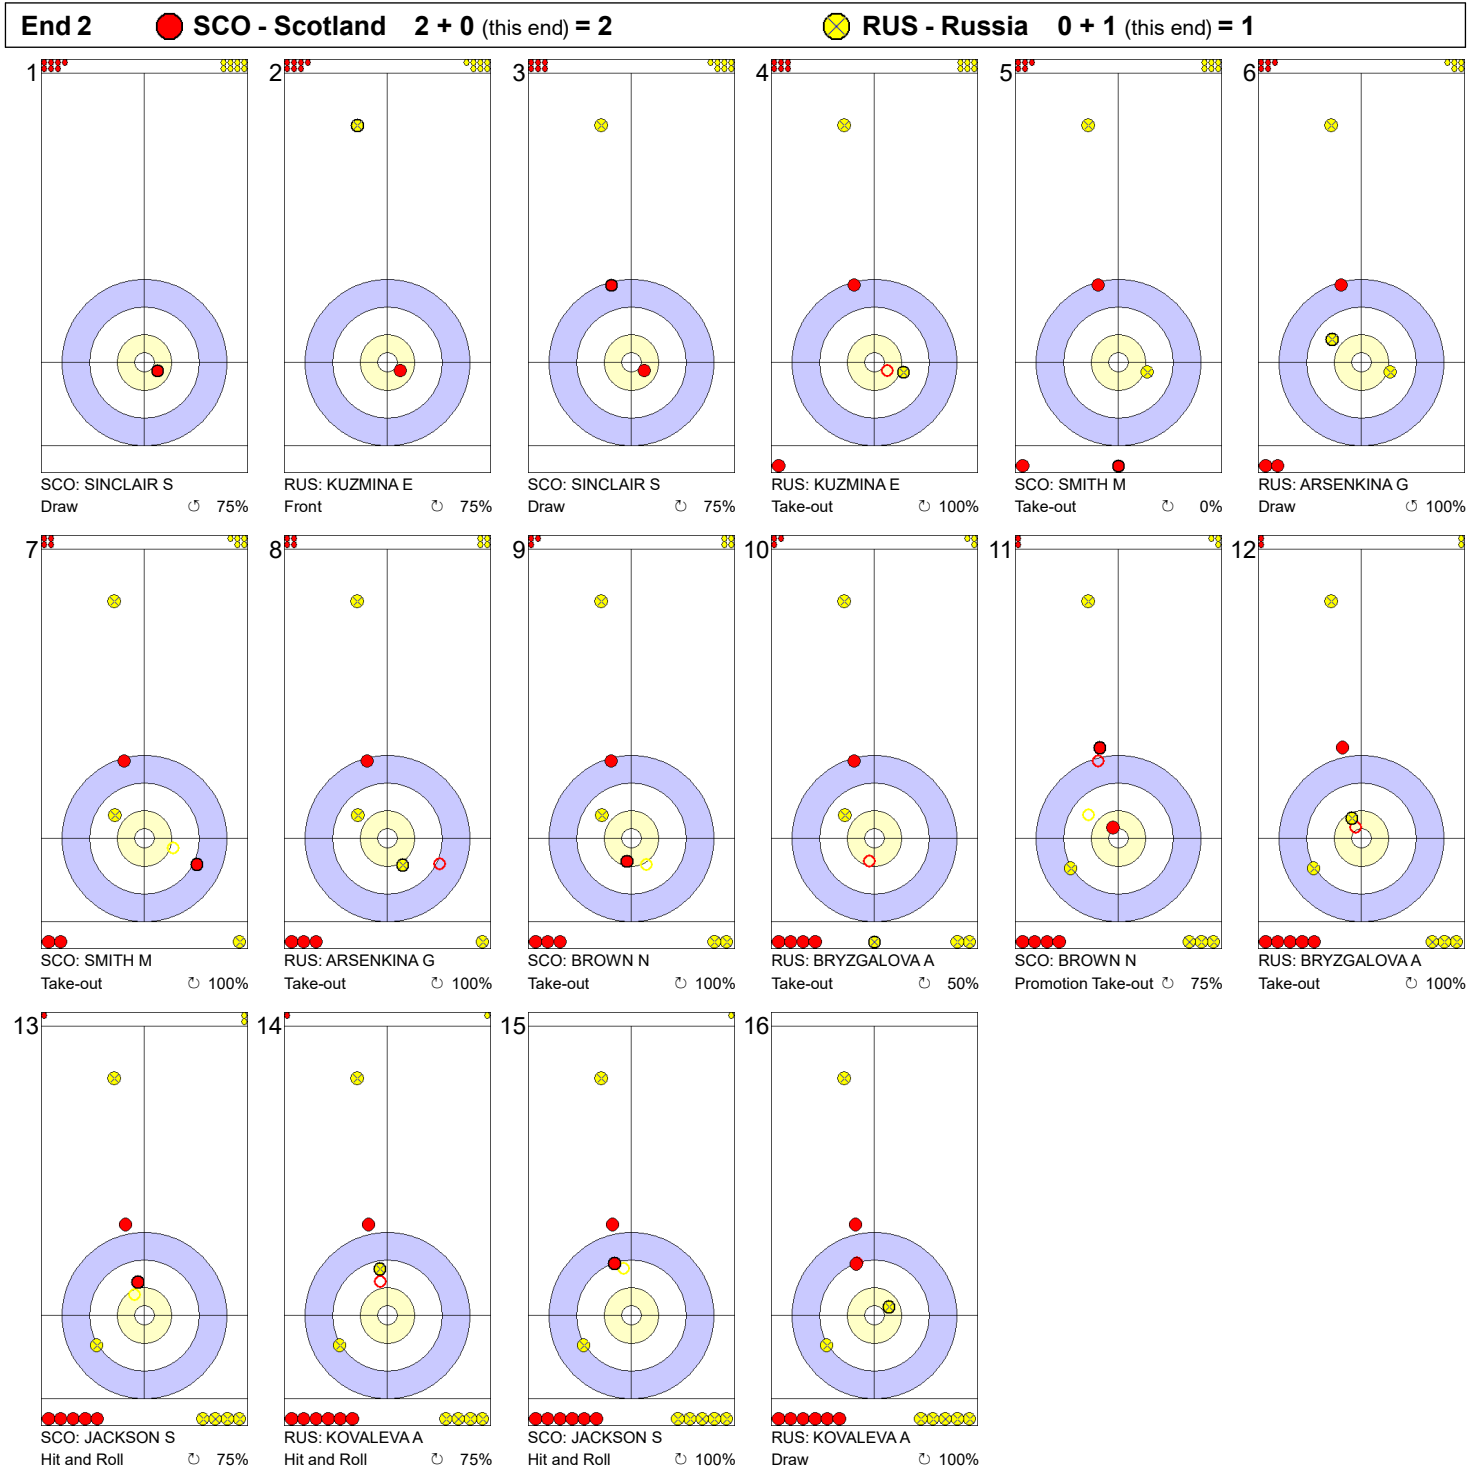 End 2 SCO - Scotland 2 + 0 (this end) = 2 RUS - Russia 0 + 1 (this end) = 1
1 2 3 4 5 6
SCO: SINCLAIR S RUS: KUZMINA E SCO: SINCLAIR S RUS: KUZMINA E SCO: SMITH M RUS: ARSENKINA G
Draw ↺ 75% Front ↻ 75% Draw ↻ 75% Take-out ↻ 100% Take-out ↻ 0% Draw ↺ 100%
7 8 9 10 11 12
SCO: SMITH M RUS: ARSENKINA G SCO: BROWN N RUS: BRYZGALOVA A SCO: BROWN N RUS: BRYZGALOVA A
Take-out ↻ 100% Take-out ↻ 100% Take-out ↻ 100% Take-out ↻ 50% Promotion Take-out ↻ 75% Take-out ↻ 100%
13 14 15 16
SCO: JACKSON S RUS: KOVALEVA A SCO: JACKSON S RUS: KOVALEVA A
Hit and Roll ↻ 75% Hit and Roll ↻ 75% Hit and Roll ↻ 100% Draw ↻ 100%